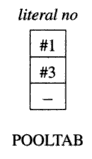 literal no
#1
#3
–
POOLTAB